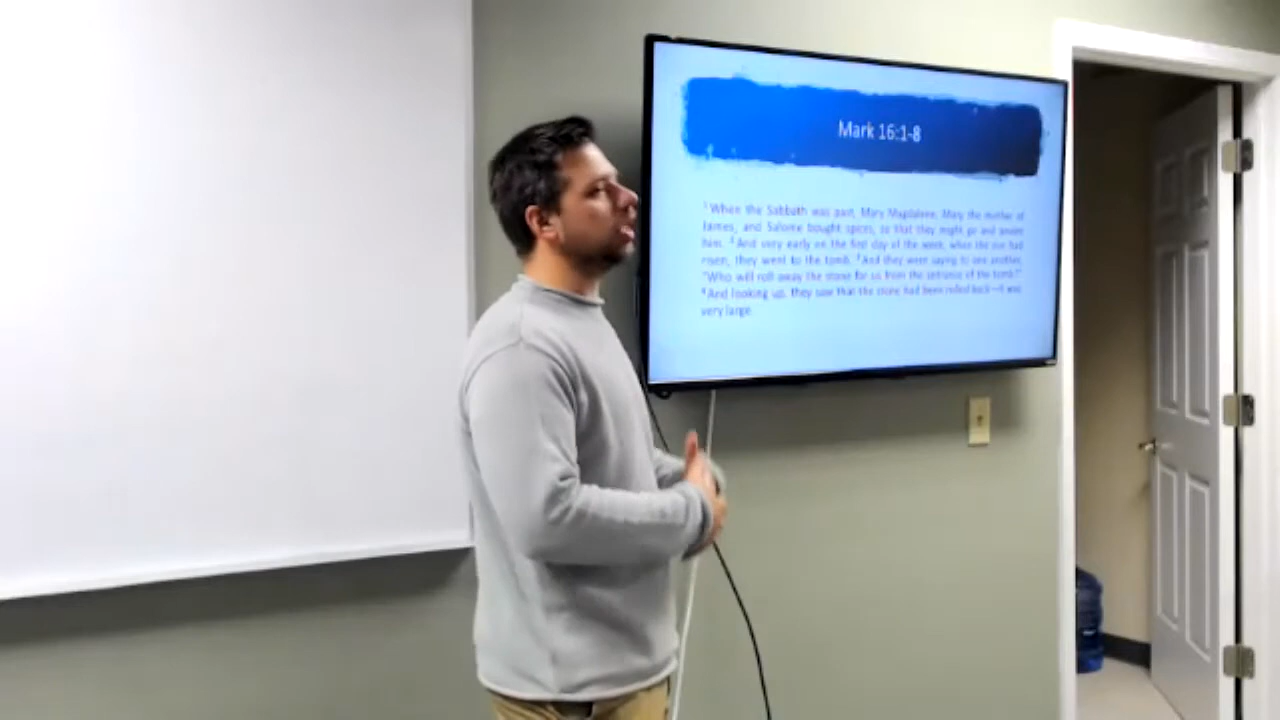 Mark 16:1-8
1 When the Sabbath was past, Mary Magdalene, Mary the mother of
James, and Salome bought spices, so that they might go and anoint
him. 2 And very early on the first day of the week, when the sun had
risen, they went to the tomb. 3 And they were saying to one another,
"Who will roll away the stone for us from the entrance of the tomb?"
4 And looking up, they saw that the stone had been rolled back—it was
very large.